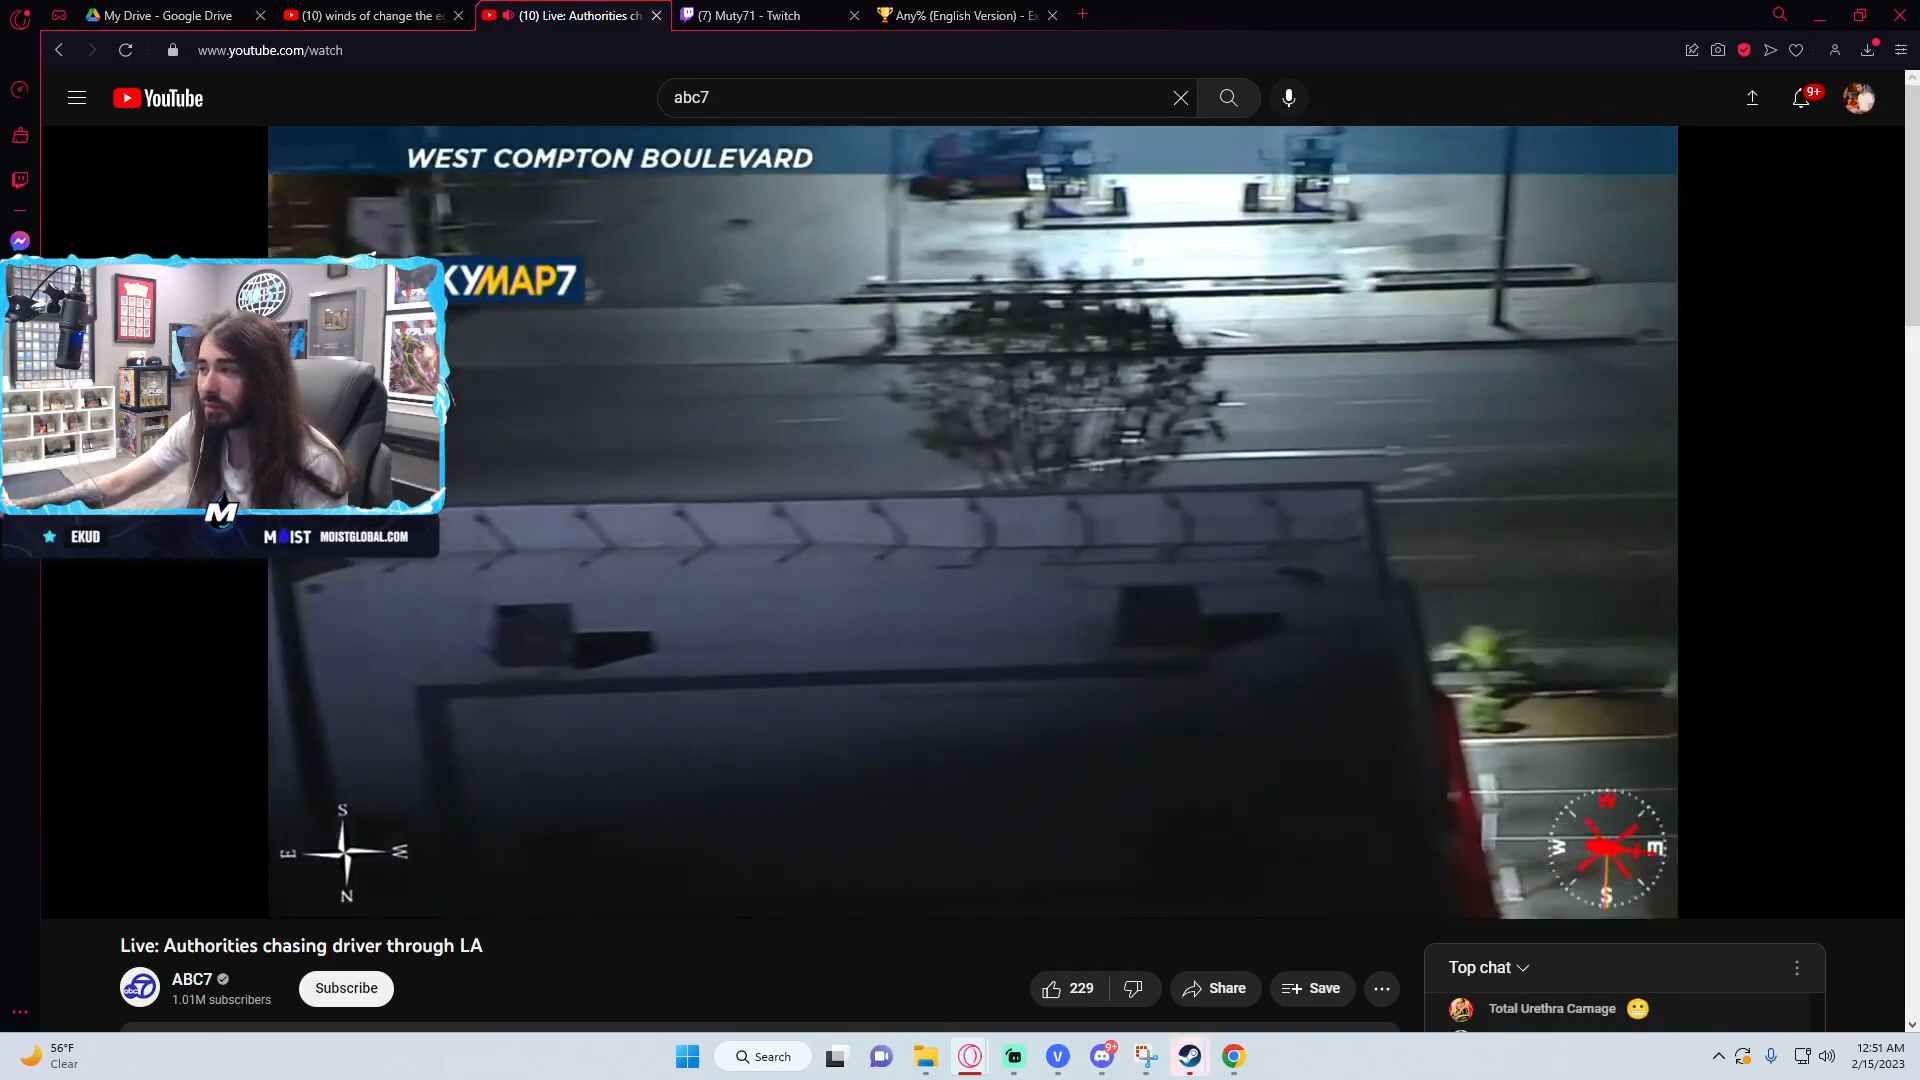 My Drive - Google Drive
(10) winds of change the e
(10) Live: Authorities ch
(7) Muty71 - Twitch
Any% (English Version) - E
www.youtube.com/watch
YouTube
abc7
9+
WEST COMPTON BOULEVARD
KYMAP7
MOIST
M
EKUD
MOIST
MOISTGLOBAL.COM
S
E
W
N
N
W
E
S
Live: Authorities chasing driver through LA
abc7
ABC7
1.01M subscribers
Subscribe
229
Share
Save
Top chat
Total Urethra Carnage
56°F
Clear
Search
V
9+
12:51 AM
2/15/2023